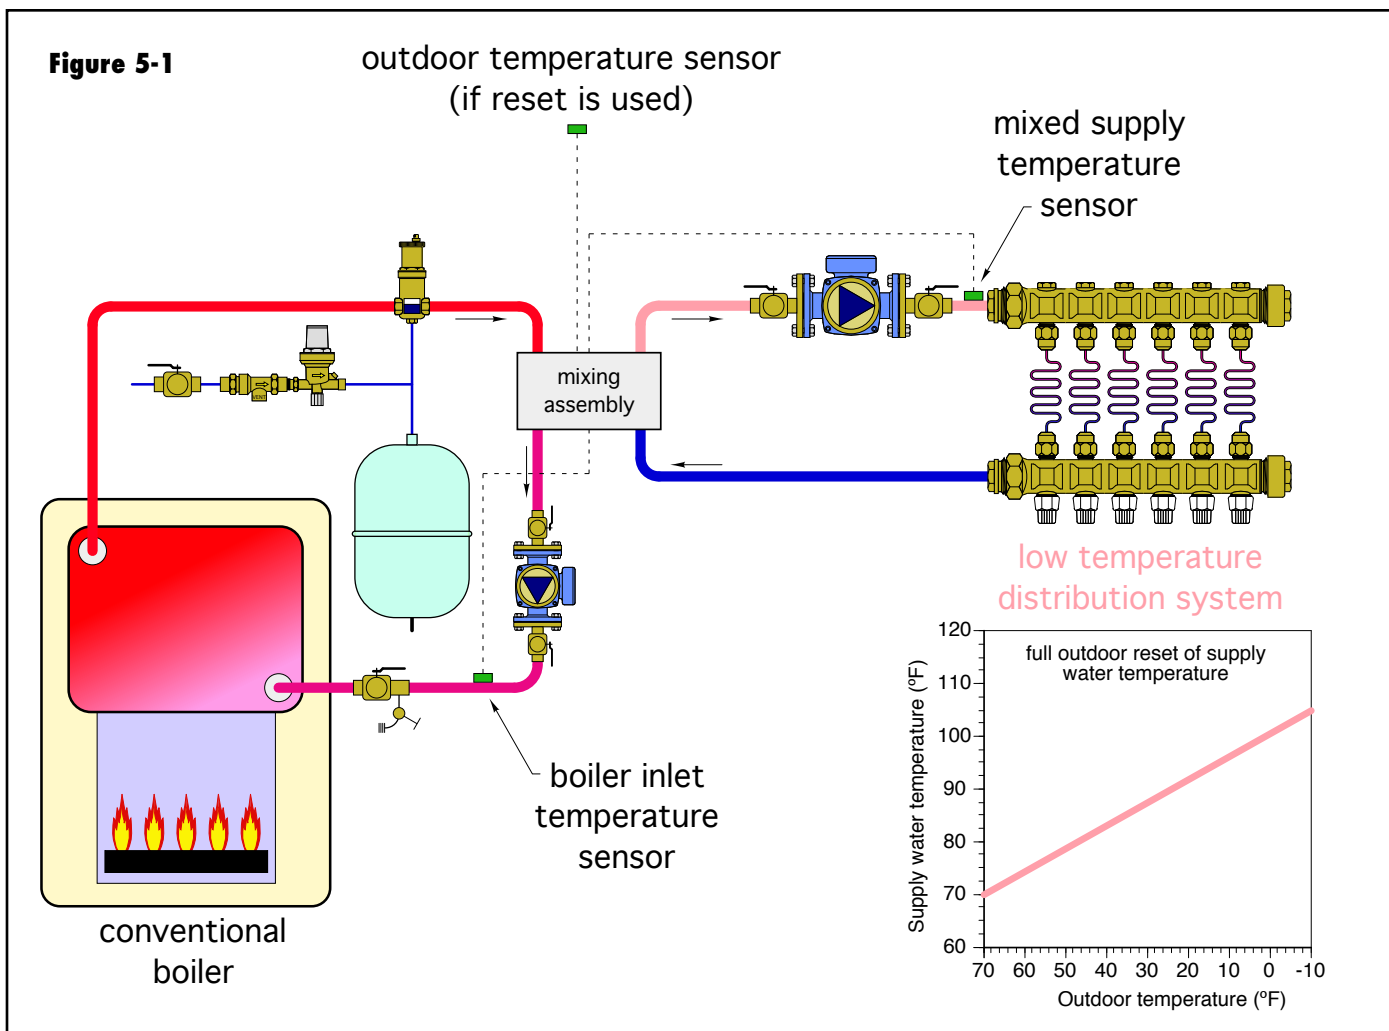 Figure 5-1
outdoor temperature sensor
(if reset is used)
mixed supply
temperature
sensor
mixing
assembly
VENT
low temperature
distribution system
boiler inlet
temperature
sensor
conventional
boiler
full outdoor reset of supply
water temperature
Supply water temperature (ºF)
120
110
100
90
80
70
60
70 60 50 40 30 20 10 0 -10
Outdoor temperature (ºF)